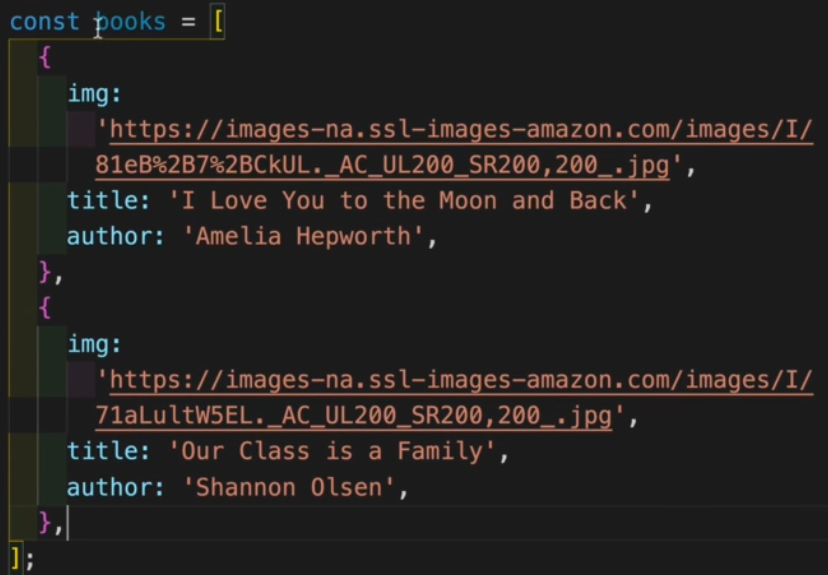 const books = [
{
img:
'https://images-na.ssl-images-amazon.com/images/I/
81eB%2B7%2BCkUL._AC_UL200_SR200,200_.jpg',
title: 'I Love You to the Moon and Back',
author: 'Amelia Hepworth',
},
{
img:
'https://images-na.ssl-images-amazon.com/images/I/
71aLultW5EL._AC_UL200_SR200,200_.jpg',
title: 'Our Class is a Family',
author: 'Shannon Olsen',
},
];